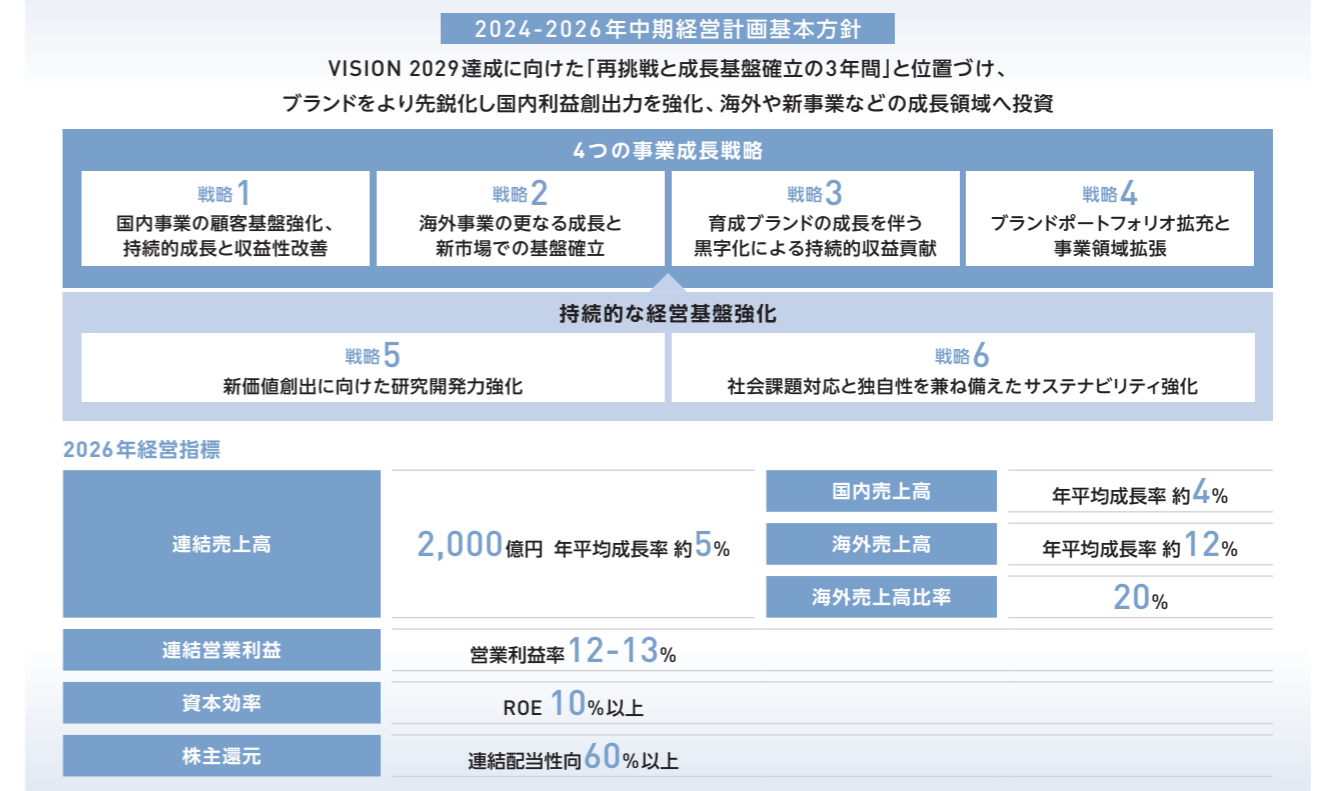 2024-2026年中期経営計画基本方針
VISION 2029達成に向けた「再挑戦と成長基盤確立の3年間」と位置づけ、
ブランドをより先鋭化し国内利益創出力を強化、海外や新事業などの成長領域へ投資
4つの事業成長戦略
戦略1
国内事業の顧客基盤強化、
持続的成長と収益性改善
戦略2
海外事業の更なる成長と
新市場での基盤確立
戦略3
育成ブランドの成長を伴う
黒字化による持続的収益貢献
戦略4
ブランドポートフォリオ拡充と
事業領域拡張
持続的な経営基盤強化
戦略5
新価値創出に向けた研究開発力強化
戦略6
社会課題対応と独自性を兼ね備えたサステナビリティ強化
2026年経営指標
連結売上高
2,000億円 年平均成長率 約5%
国内売上高
年平均成長率 約4%
海外売上高
年平均成長率 約12%
海外売上高比率
20%
連結営業利益
営業利益率12-13%
資本効率
ROE 10%以上
株主還元
連結配当性向60%以上